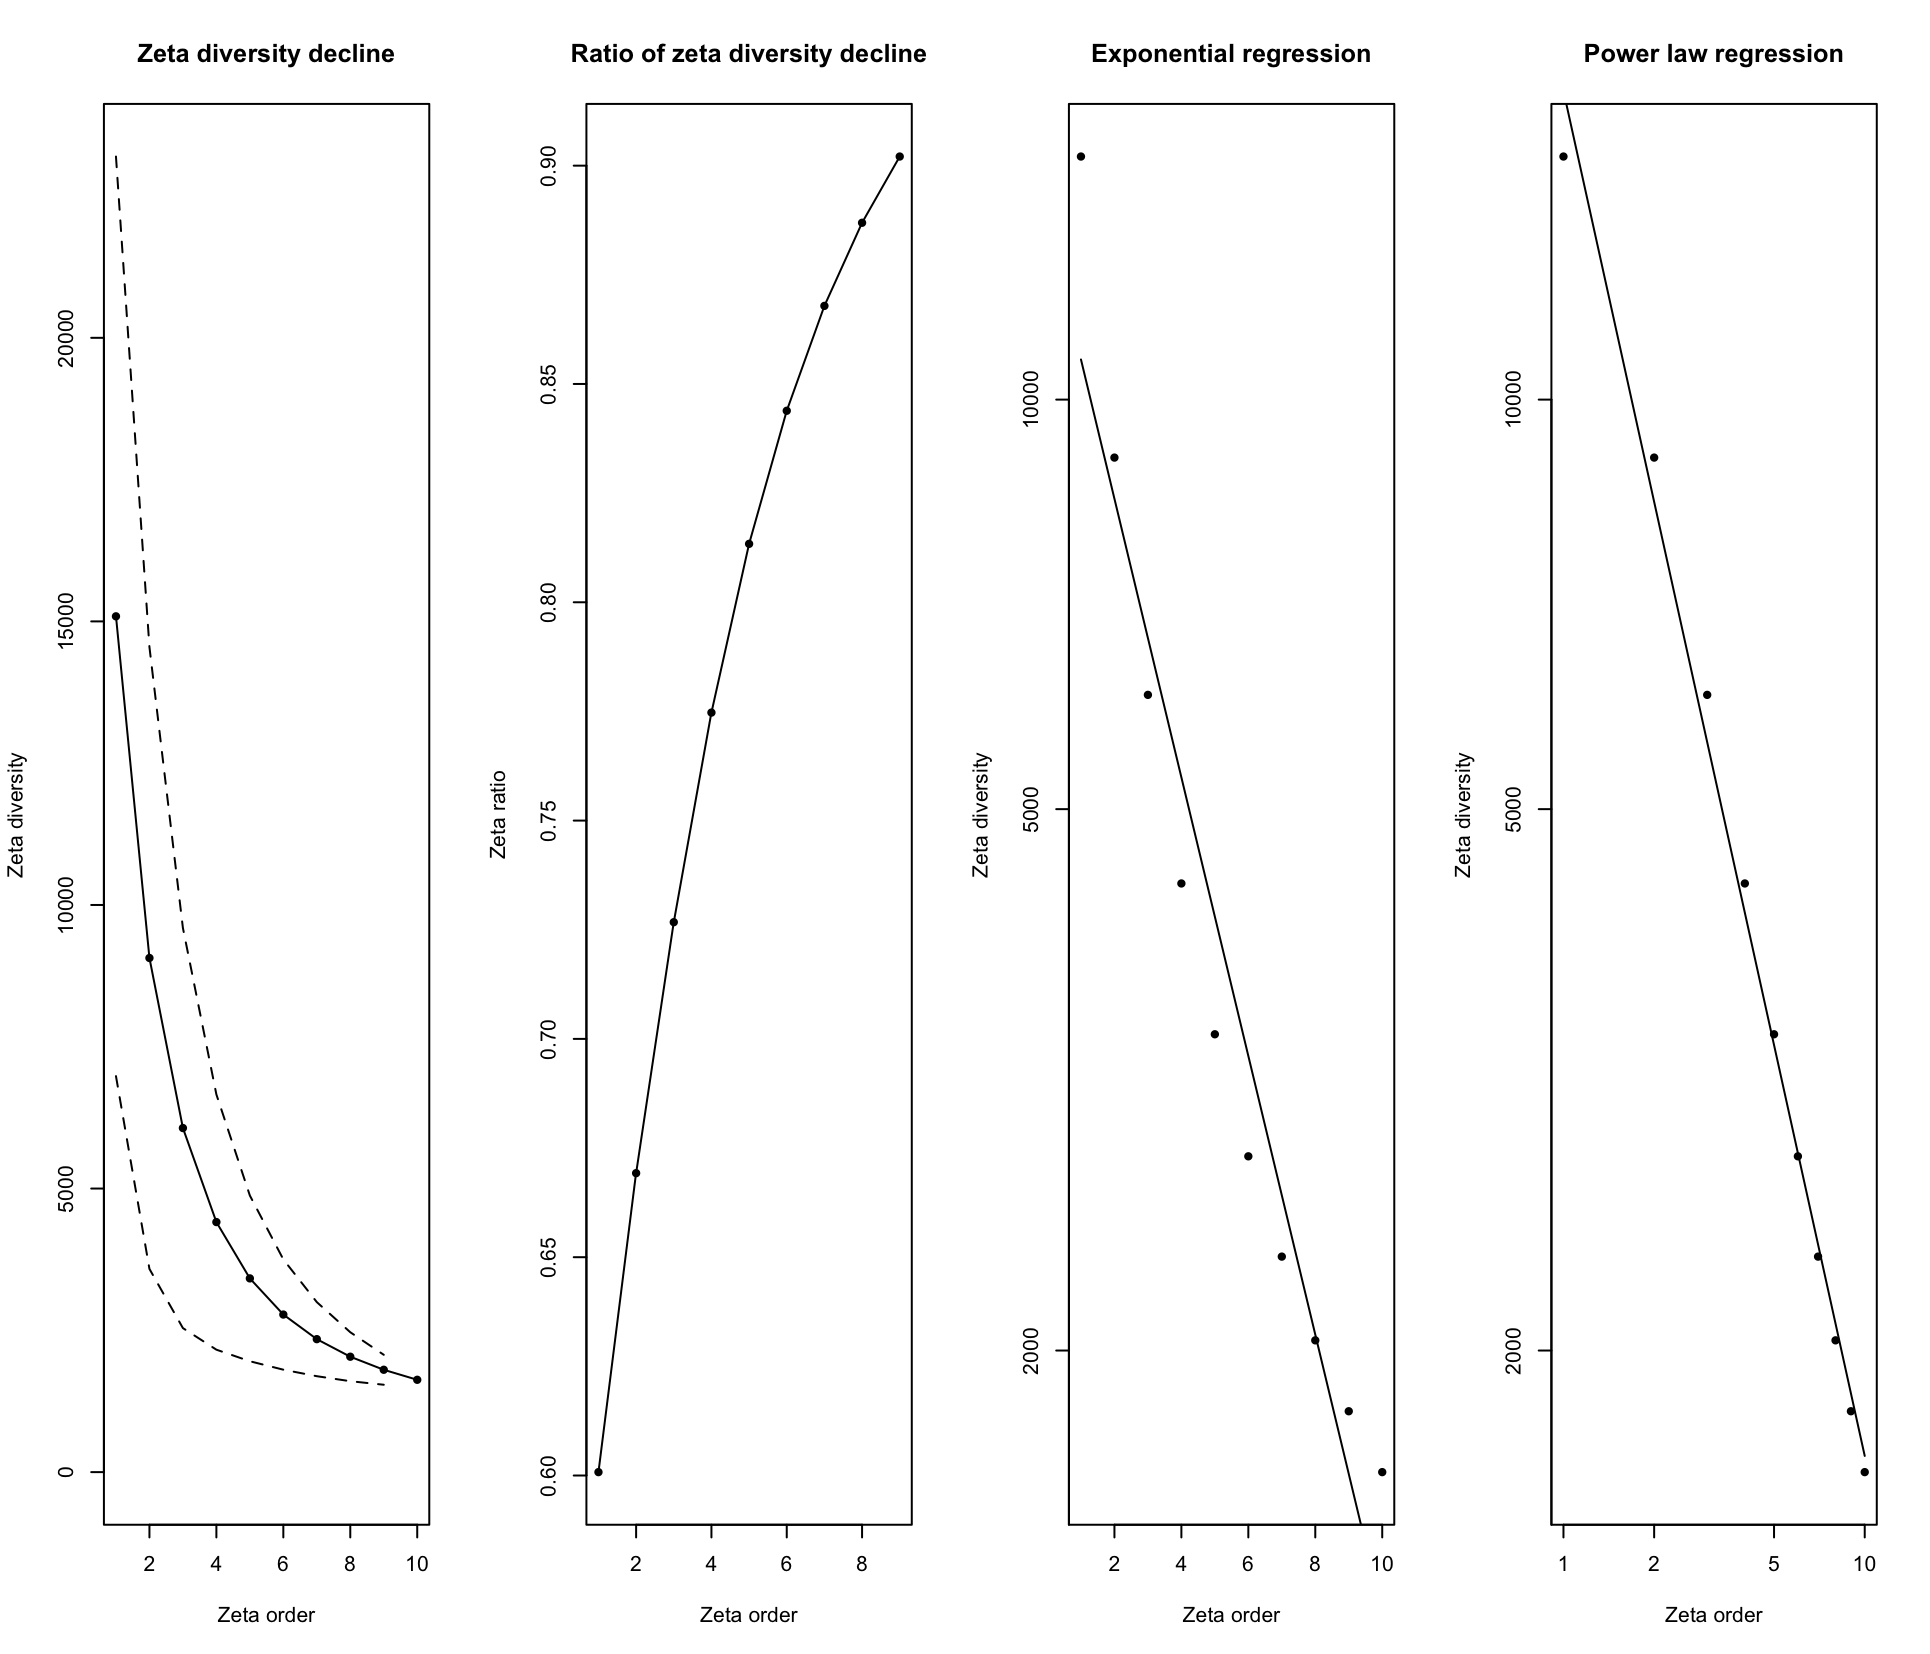 Zeta diversity decline
Zeta diversity
20000
15000
10000
5000
0
2 4 6 8 10
Zeta order
Ratio of zeta diversity decline
Zeta ratio
0.90
0.85
0.80
0.75
0.70
0.65
0.60
2 4 6 8
Zeta order
Exponential regression
Zeta diversity
10000
5000
2000
2 4 6 8 10
Zeta order
Power law regression
Zeta diversity
10000
5000
2000
1 2 5 10
Zeta order